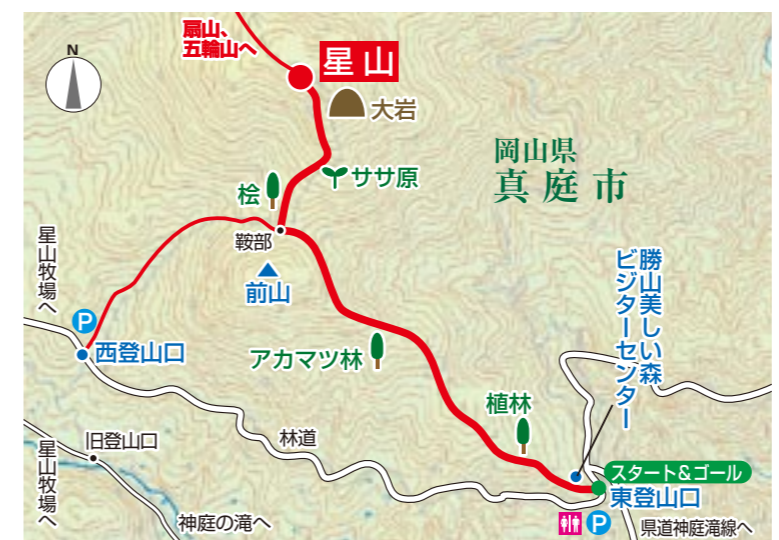 扇山、
五輪山へ
N
星山
大岩
岡山県
真庭市
ササ原
桧
鞍部
前山
星山牧場へ
P
西登山口
アカマツ林
勝山美しい森
ビジターセンター
植林
林道
旧登山口
星山牧場へ
神庭の滝へ
スタート&ゴール
東登山口
P
県道神庭滝線へ